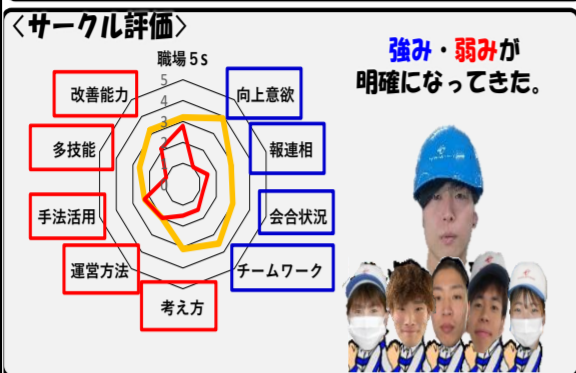 〈サークル評価〉
職場５S
向上意欲
報連相
会合状況
チームワーク
考え方
運営方法
手法活用
多技能
改善能力
5
4
3
2
1
0
強み・弱みが
明確になってきた。